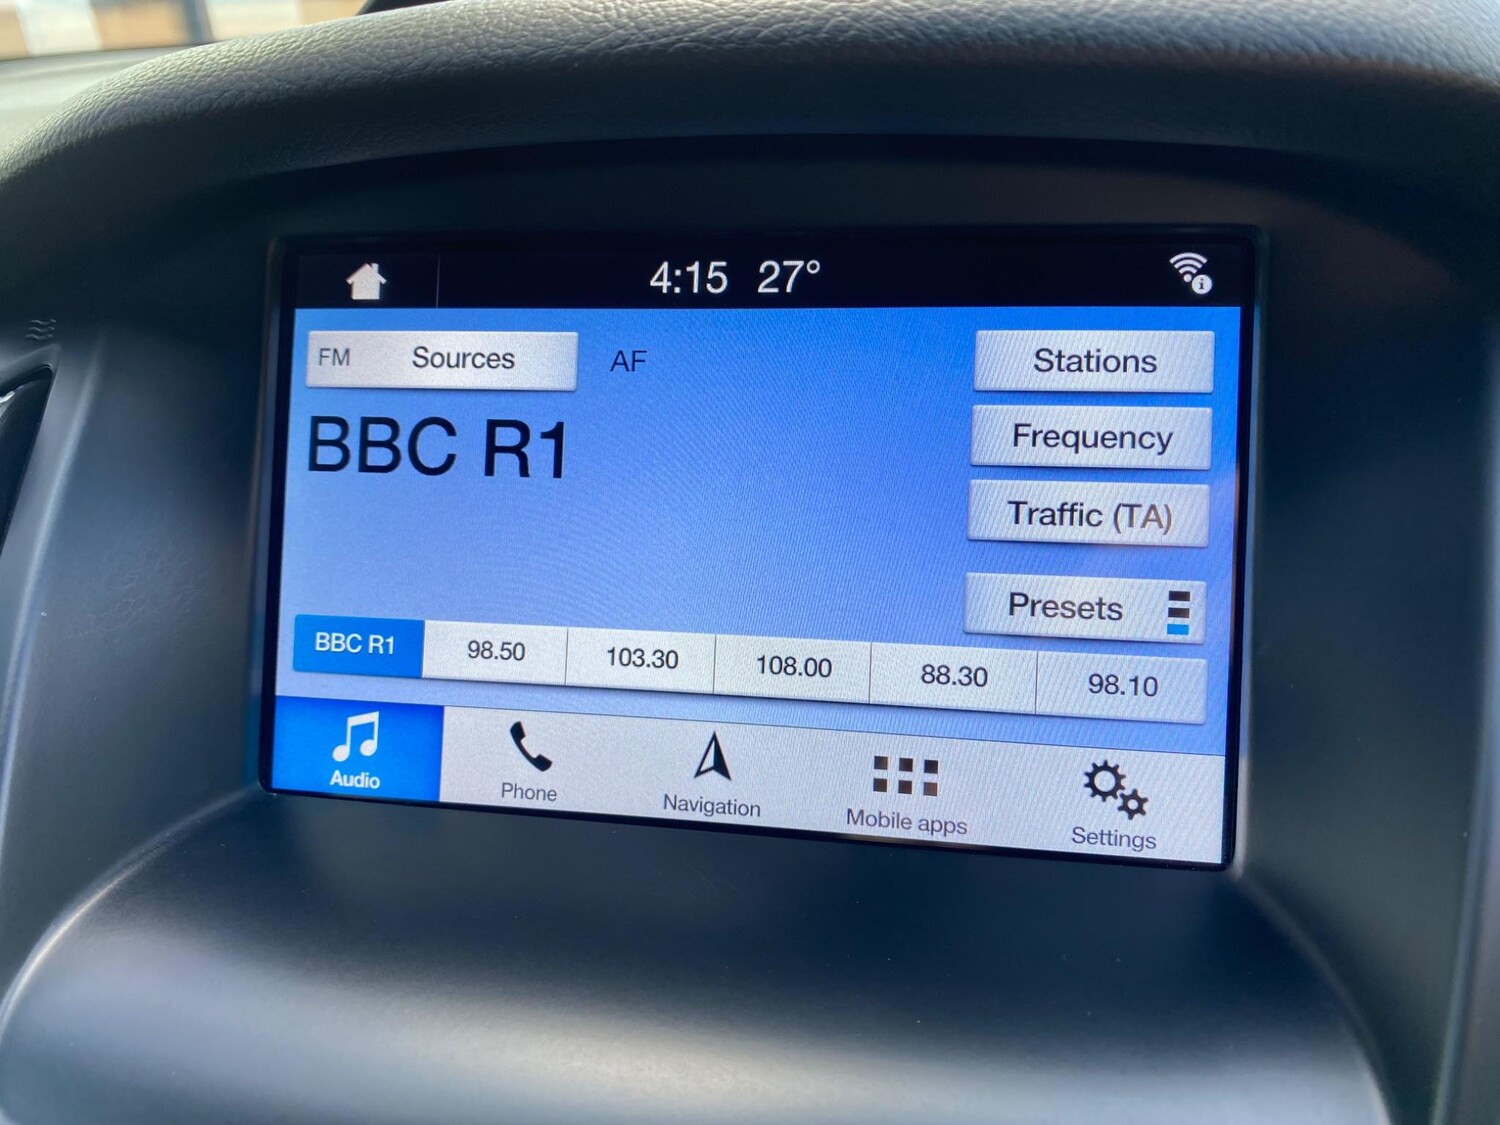 4:15 27°
FM Sources AF
Stations
BBC R1
Frequency
Traffic (TA)
Presets
BBC R1 98.50 103.30 108.00 88.30 98.10
Audio Phone Navigation Mobile apps Settings